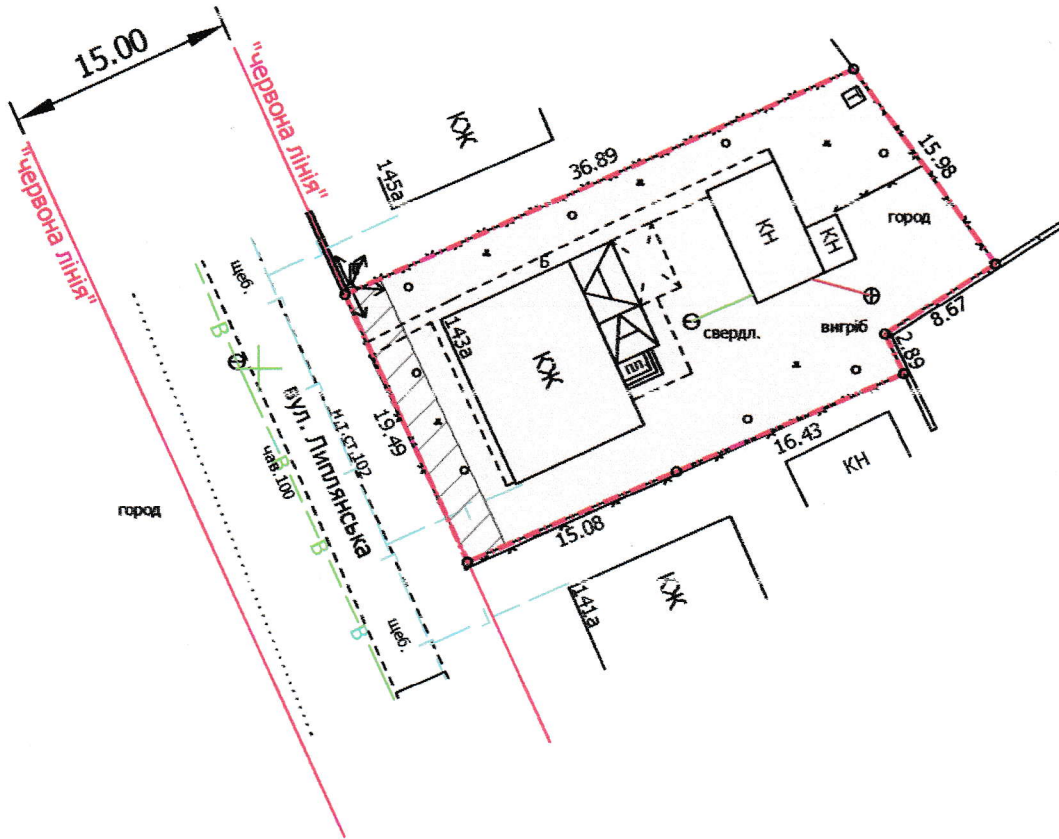 15.00
"червона лінія"
"червона лінія"
145а
КЖ
36.89
15.98
Т
город
КН
КН
Б
143а
КЖ
ПЛ
свердл.
вигріб
8.67
2.89
щеб.
В
вул. Липлянська
н.т.ст.102
19.49
чав.100
В
В
В
город
щеб.
15.08
16.43
КН
141а
КЖ